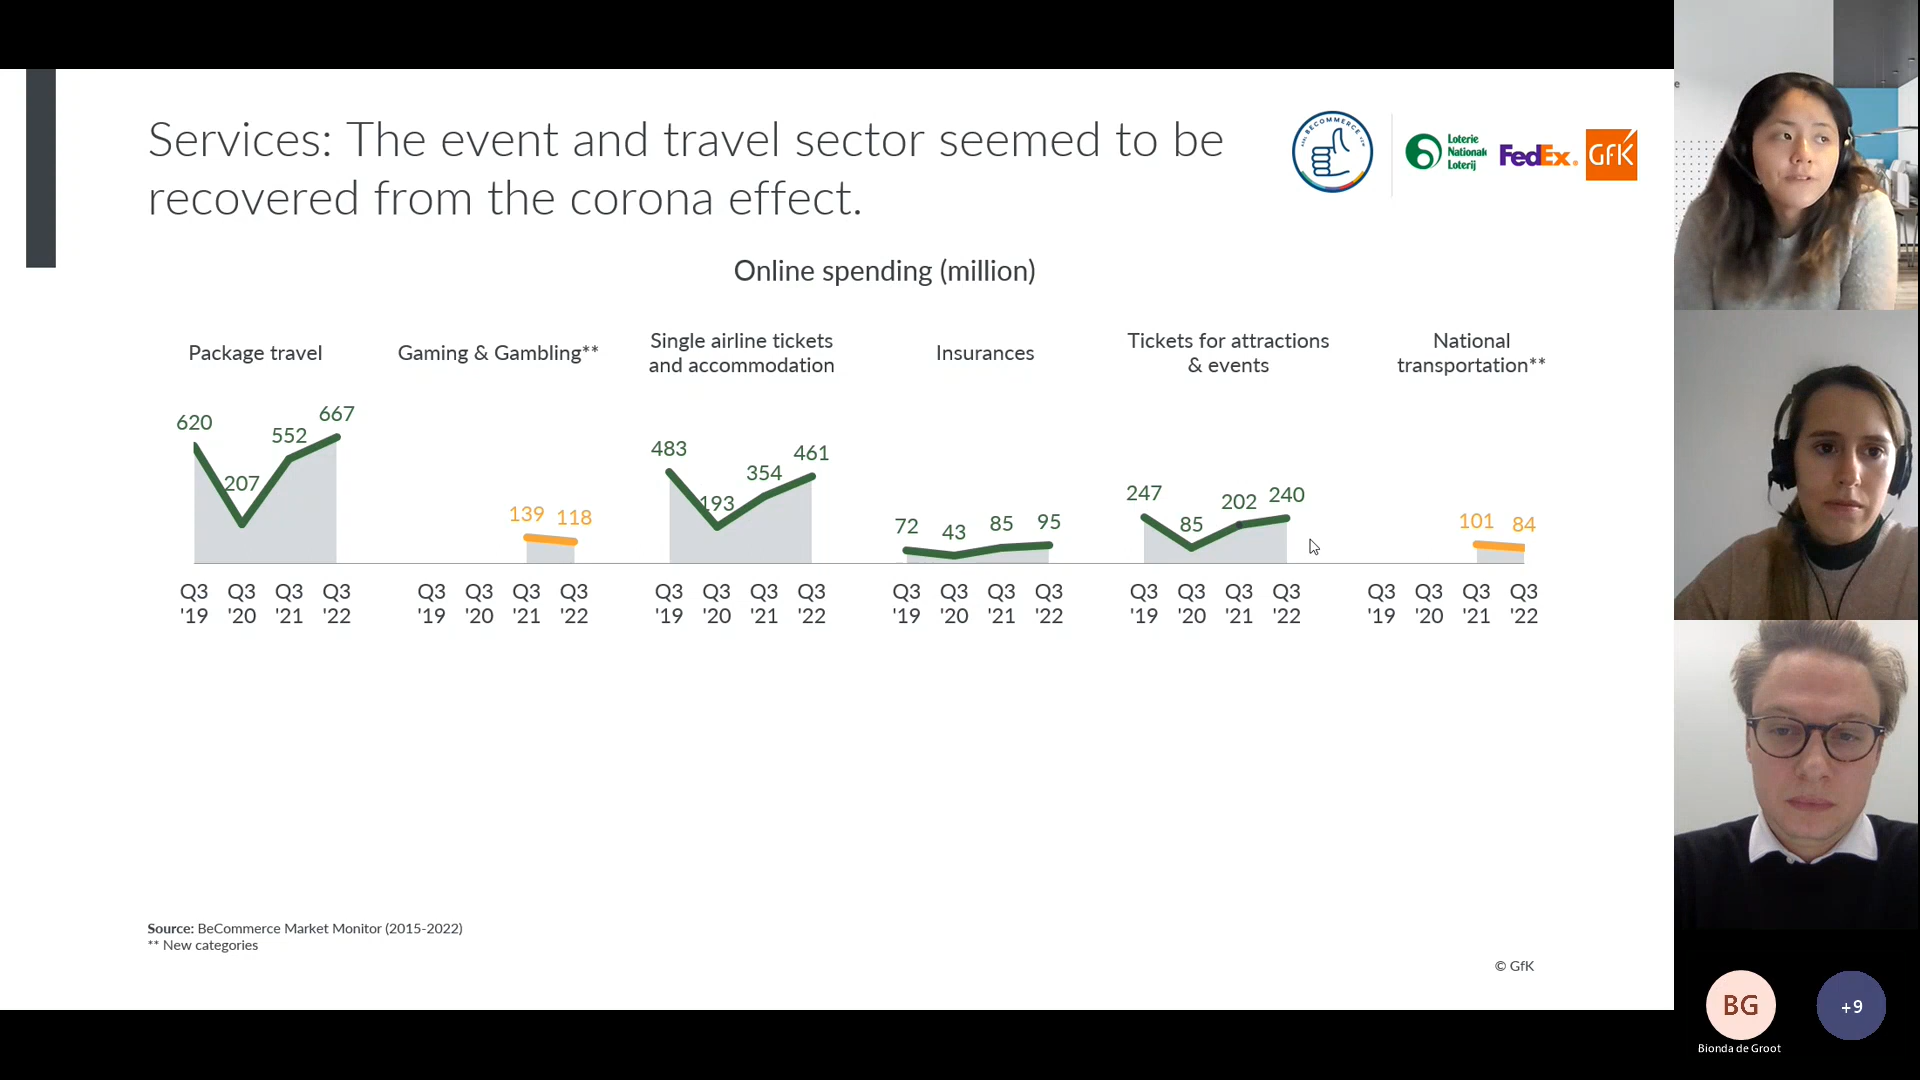 Services: The event and travel sector seemed to be
recovered from the corona effect.
BECOMMERCE
Loterie
Nationale
Loterij
FedEx.
GfK
Online spending (million)
Package travel
Gaming & Gambling**
Single airline tickets
and accommodation
Insurances
Tickets for attractions
& events
National
transportation**
620 207 552 667
139 118
483 193 354 461
72 43 85 95
247 85 202 240
101 84
Q3 Q3 Q3 Q3 Q3 Q3 Q3 Q3 Q3 Q3 Q3 Q3 Q3 Q3 Q3 Q3 Q3 Q3 Q3 Q3 Q3 Q3 Q3 Q3
'19 '20 '21 '22 '19 '20 '21 '22 '19 '20 '21 '22 '19 '20 '21 '22 '19 '20 '21 '22 '19 '20 '21 '22
Source: BeCommerce Market Monitor (2015-2022)
** New categories
© GfK
BG
+9
Bionda de Groot